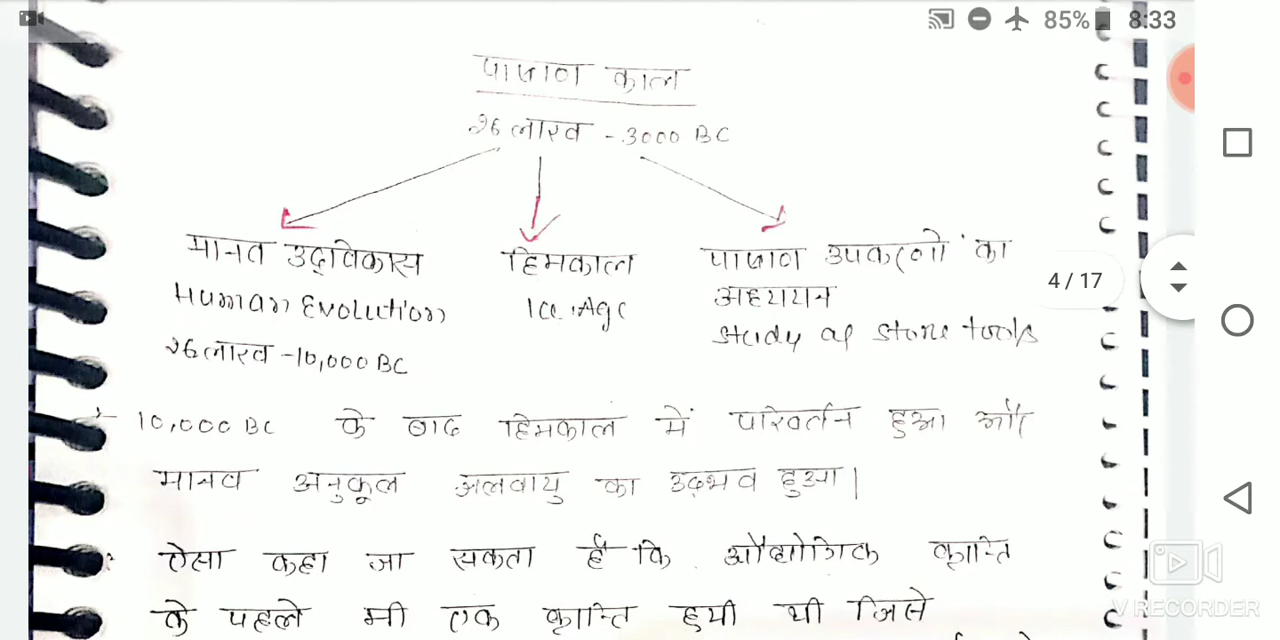 85% 8:33
पाषाण काल
26 लाख - 3000 BC
मानव उद्विकास
Human Evolution
26 लाख - 10,000 BC
हिमकाल
Ice Age
पाषाण उपकरणों का
अध्ययन
study of stone tools
4/17
10,000 BC के बाद हिमकाल में परिवर्तन हुआ और
मानव अनुकूल जलवायु का उद्भव हुआ।
ऐसा कहा जा सकता है कि औद्योगिक क्रान्ति
के पहले भी एक क्रान्ति हुयी थी जिसे
V RECORDER